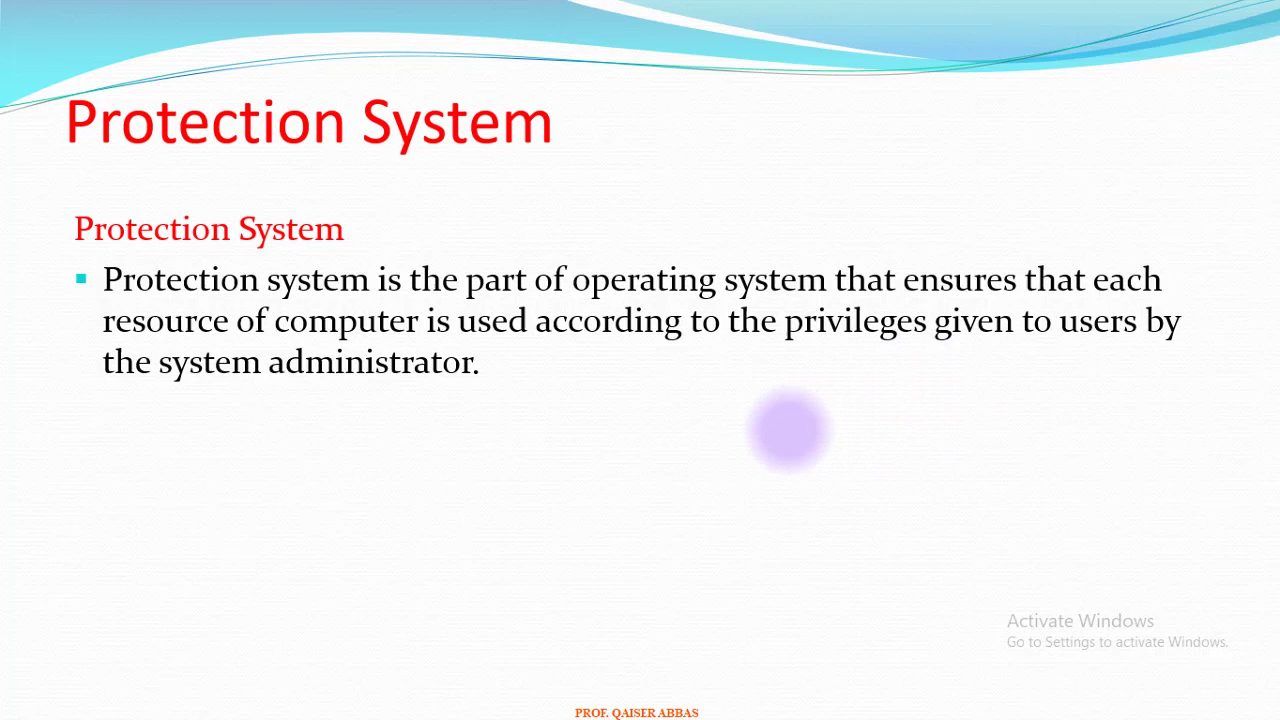 Protection System
Protection System
Protection system is the part of operating system that ensures that each
resource of computer is used according to the privileges given to users by
the system administrator.
Activate Windows
Go to Settings to activate Windows.
PROF. QAISER ABBAS